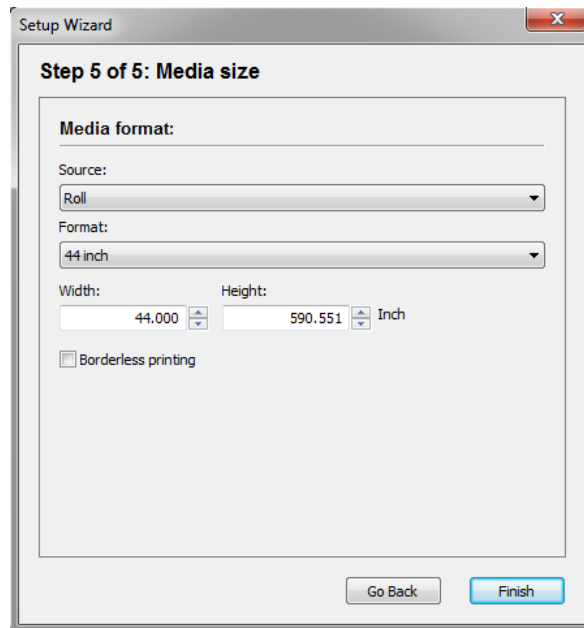 Setup Wizard
Step 5 of 5: Media size
Media format:
Source:
Roll
Format:
44 inch
Width: Height:
44.000 590.551 Inch
Borderless printing
Go Back Finish